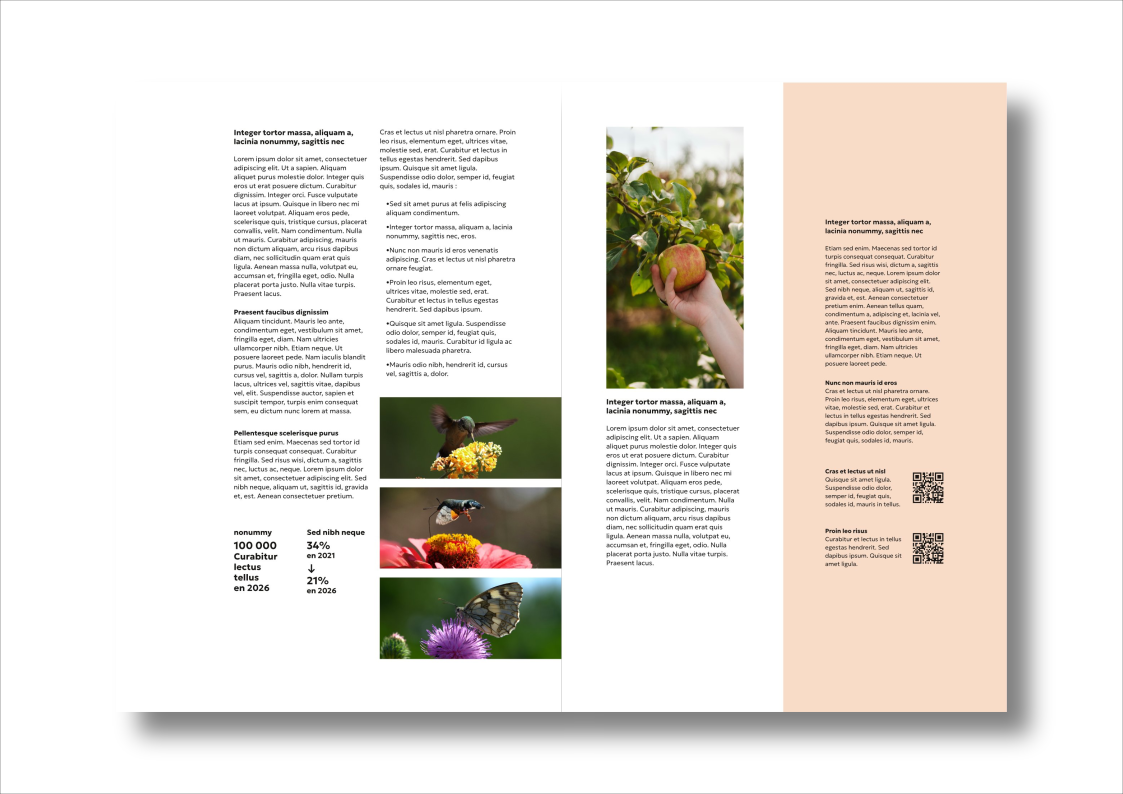 Integer tortor massa, aliquam a,
lacinia nonummy, sagittis nec
Lorem ipsum dolor sit amet, consectetuer
adipiscing elit. Ut a sapien. Aliquam
aliquet purus molestie dolor. Integer quis
eros ut erat posuere dictum. Curabitur
dignissim. Integer orci. Fusce vulputate
lacus at ipsum. Quisque in libero nec mi
laoreet volutpat. Aliquam eros pede,
scelerisque quis, tristique cursus, placerat
convallis, velit. Nam condimentum. Nulla
ut mauris. Curabitur adipiscing, mauris
non dictum aliquam, arcu risus dapibus
diam, nec sollicitudin quam erat quis
ligula. Aenean massa nulla, volutpat eu,
accumsan et, fringilla eget, odio. Nulla
placerat porta justo. Nulla vitae turpis.
Praesent lacus.
Praesent faucibus dignissim
Aliquam tincidunt. Mauris leo ante,
condimentum eget, vestibulum sit amet,
fringilla eget, diam. Nam ultricies
ullamcorper nibh. Etiam neque. Ut
posuere laoreet pede. Nam iaculis blandit
purus. Mauris odio nibh, hendrerit id,
cursus vel, sagittis a, dolor. Nullam turpis
lacus, ultrices vel, sagittis vitae, dapibus
vel, elit. Suspendisse auctor, sapien et
suscipit tempor, turpis enim consequat
sem, eu dictum nunc lorem at massa.
Pellentesque scelerisque purus
Etiam sed enim. Maecenas sed tortor id
turpis consequat consequat. Curabitur
fringilla. Sed risus wisi, dictum a, sagittis
nec, luctus ac, neque. Lorem ipsum dolor
sit amet, consectetuer adipiscing elit. Sed
nibh neque, aliquam ut, sagittis id, gravida
et, est. Aenean consectetuer pretium.
nonummy
100 000
Curabitur
lectus
tellus
en 2026
Sed nibh neque
34%
en 2021
↓
21%
en 2026
Cras et lectus ut nisl pharetra ornare. Proin
leo risus, elementum eget, ultrices vitae,
molestie sed, erat. Curabitur et lectus in
tellus egestas hendrerit. Sed dapibus
ipsum. Quisque sit amet ligula.
Suspendisse odio dolor, semper id, feugiat
quis, sodales id, mauris :
•Sed sit amet purus at felis adipiscing
aliquam condimentum.
•Integer tortor massa, aliquam a, lacinia
nonummy, sagittis nec, eros.
•Nunc non mauris id eros venenatis
adipiscing. Cras et lectus ut nisl pharetra
ornare feugiat.
•Proin leo risus, elementum eget,
ultrices vitae, molestie sed, erat.
Curabitur et lectus in tellus egestas
hendrerit. Sed dapibus ipsum.
•Quisque sit amet ligula. Suspendisse
odio dolor, semper id, feugiat quis,
sodales id, mauris. Curabitur id ligula ac
libero malesuada pharetra.
•Mauris odio nibh, hendrerit id, cursus
vel, sagittis a, dolor.
Integer tortor massa, aliquam a,
lacinia nonummy, sagittis nec
Lorem ipsum dolor sit amet, consectetuer
adipiscing elit. Ut a sapien. Aliquam
aliquet purus molestie dolor. Integer quis
eros ut erat posuere dictum. Curabitur
dignissim. Integer orci. Fusce vulputate
lacus at ipsum. Quisque in libero nec mi
laoreet volutpat. Aliquam eros pede,
scelerisque quis, tristique cursus, placerat
convallis, velit. Nam condimentum. Nulla
ut mauris. Curabitur adipiscing, mauris
non dictum aliquam, arcu risus dapibus
diam, nec sollicitudin quam erat quis
ligula. Aenean massa nulla, volutpat eu,
accumsan et, fringilla eget, odio. Nulla
placerat porta justo. Nulla vitae turpis.
Praesent lacus.
Integer tortor massa, aliquam a,
lacinia nonummy, sagittis nec
Etiam sed enim. Maecenas sed tortor id
turpis consequat consequat. Curabitur
fringilla. Sed risus wisi, dictum a, sagittis
nec, luctus ac, neque. Lorem ipsum dolor
sit amet, consectetuer adipiscing elit.
Sed nibh neque, aliquam ut, sagittis id,
gravida et, est. Aenean consectetuer
pretium enim. Aenean tellus quam,
condimentum a, adipiscing et, lacinia vel,
ante. Praesent faucibus dignissim enim.
Aliquam tincidunt. Mauris leo ante,
condimentum eget, vestibulum sit amet,
fringilla eget, diam. Nam ultricies
ullamcorper nibh. Etiam neque. Ut
posuere laoreet pede.
Nunc non mauris id eros
Cras et lectus ut nisl pharetra ornare.
Proin leo risus, elementum eget, ultrices
vitae, molestie sed, erat. Curabitur et
lectus in tellus egestas hendrerit. Sed
dapibus ipsum. Quisque sit amet ligula.
Suspendisse odio dolor, semper id,
feugiat quis, sodales id, mauris.
Cras et lectus ut nisl
Quisque sit amet ligula.
Suspendisse odio dolor,
semper id, feugiat quis,
sodales id, mauris in tellus.
Proin leo risus
Curabitur et lectus in tellus
egestas hendrerit. Sed
dapibus ipsum. Quisque sit
amet ligula.